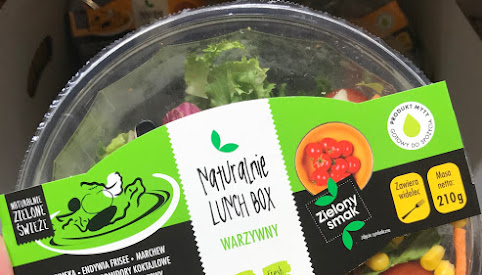 Naturalnie
LUNCH BOX
WARZYWNY
NATURALNIE
ZIELONE
ŚWIEŻE
ENDYWIA FRISEE • MARCHEW
KOKTAJLOWE
Zielony
smak
PRODUKT MYTY
GOTOWY DO SPOŻYCIA
Zawiera
widelec
Masa
netto:
210g